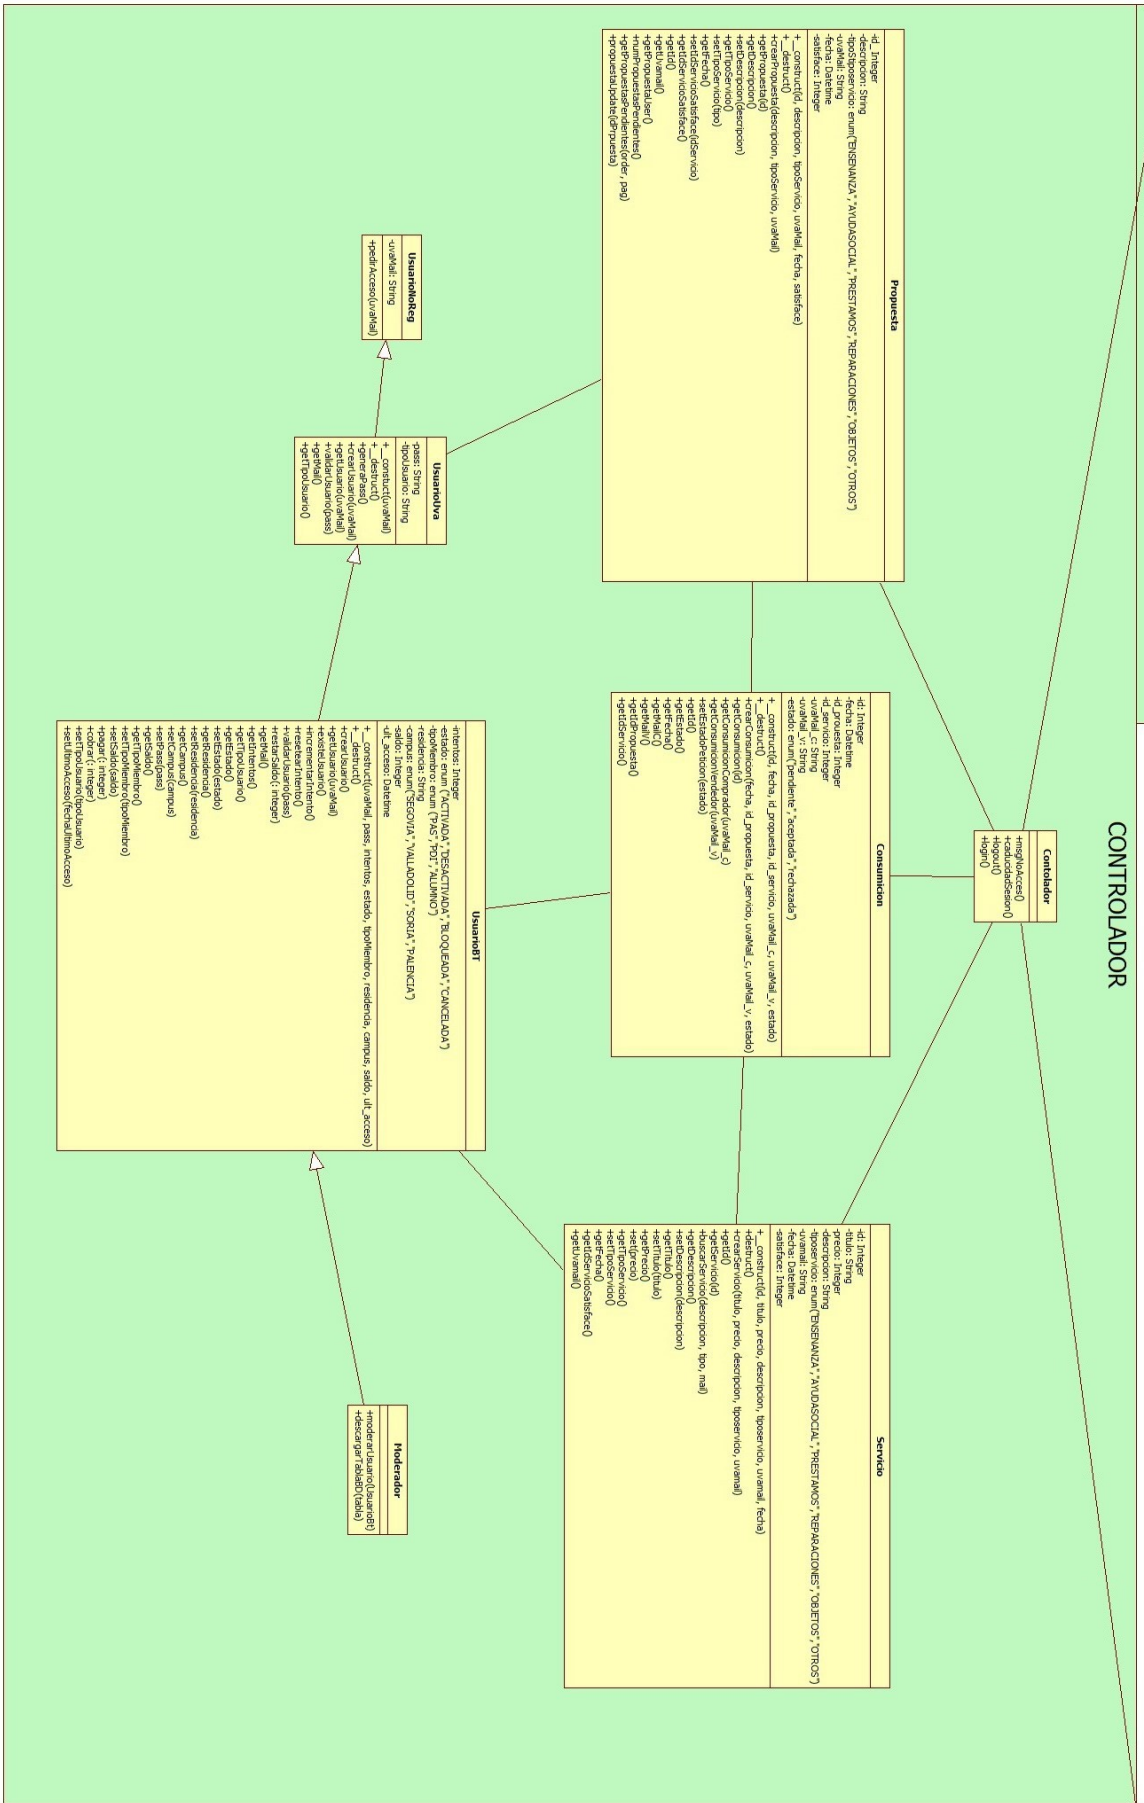 CONTROLADOR
Contolador
+msgNoAcces()
+caducidadSesion()
+logout()
+login()
Propuesta
-id_Integer
-descripcion: String
-tipoStiposervicio: enum("ENSENANZA","AYUDASOCIAL","PRESTAMOS","REPARACIONES","OBJETOS","OTROS")
-uvaMail: String
-fecha: Datetime
-satisface: Integer
+__construct(id, descripcion, tipoServicio, uvaMail, fecha, satisface)
+__destruct()
+crearPropuesta(descripcion, tipoServicio, uvaMail)
+getPropuesta(id)
+getDescripcion()
+setDescripcion(descripcion)
+getTipoServicio()
+setTipoServicio(tipo)
+getFecha()
+setIdServicioSatisface(idServicio)
+getIdServicioSatisface()
+getId()
+getUvamail()
+getPropuestaUser()
+numPropuestasPendientes()
+getPropuestasPendientes(order, pag)
+propuestaUpdate(idPrpuesta)
Consumicion
-id: Integer
-fecha: Datetime
-id_propuesta: Integer
-id_servicio: Integer
-uvaMail_c: String
-uvaMail_v: String
-estado: enum("pendiente","aceptada","rechazada")
+__construct(id, fecha, id_propuesta, id_servicio, uvaMail_c, uvaMail_v, estado)
+__destruct()
+crearConsumicion(fecha, id_propuesta, id_servicio, uvaMail_c, uvaMail_v, estado)
+getConsumicion(id)
+getConsumicionComprador(uvaMail_c)
+getConsumicionVendedor(uvaMail_v)
+setEstadoPeticion(estado)
+getId()
+getEstado()
+getFecha()
+getMailC()
+getMailV()
+getIdPropuesta()
+getIdServicio()
Servicio
-id: Integer
-titulo: String
-precio: Integer
-descripcion: String
-tiposervicio: enum("ENSENANZA","AYUDASOCIAL","PRESTAMOS","REPARACIONES","OBJETOS","OTROS")
-uvamail: String
-fecha: Datetime
-satisface: Integer
+__construct(id, titulo, precio, descripcion, tiposervicio, uvamail, fecha)
+destruct()
+crearServicio(titulo, precio, descripcion, tiposervicio, uvamail)
+getId()
+getServicio(id)
+buscarServicio(descripcion, tipo, mail)
+getDescripcion()
+setDescripcion(descripcion)
+getTitulo()
+setTitulo(titulo)
+getPrecio()
+set(precio)
+getTipoServicio()
+setTipoServicio()
+getFecha()
+getIdServicioSatisface()
+getUvamail()
UsuarioNoReg
-uvaMail: String
+pedirAcceso(uvaMail)
UsuarioUva
-pass: String
-tipoUsuario: String
+__constuct(uvaMail)
+__destruct()
+generaPass()
+crearUsuario(uvaMail)
+getUsuario(uvaMail)
+validarUsuario(pass)
+getMail()
+getTipoUsuario()
UsuarioBT
-intentos: Integer
-estado: enum ("ACTIVADA","DESACTIVADA","BLOQUEADA","CANCELADA")
-tipoMiembro: enum ("PAS","PDI","ALUMNO")
-residencia: String
-campus: enum("SEGOVIA","VALLADOLID","SORIA","PALENCIA")
-saldo: Integer
-ult_acceso: Datetime
+__construct(uvaMail, pass, intentos, estado, tipoMiembro, residencia, campus, saldo, ult_acceso)
+__destruct()
+crearUsuario()
+getUsuario(uvaMail)
+existeUsuario()
+incrementarIntento()
+resetearIntento()
+validarUsuario(pass)
+restarSaldo(: integer)
+getMail()
+getIntentos()
+getTipoUsuario()
+getEstado()
+setEstado(estado)
+getResidencia()
+setResidencia(residencia)
+getCampus()
+setCampus(campus)
+setPass(pass)
+getSaldo()
+getTipoMiembro()
+setTipoMiembro(tipoMiembro)
+setSaldo(saldo)
+pagar(: integer)
+cobrar(: integer)
+setTipoUsuario(tipoUsuario)
+setUltimoAcceso(fechaUltimoAcceso)
Moderador
+moderarUsuario(UsuarioBt)
+descargarTablaBD(tabla)